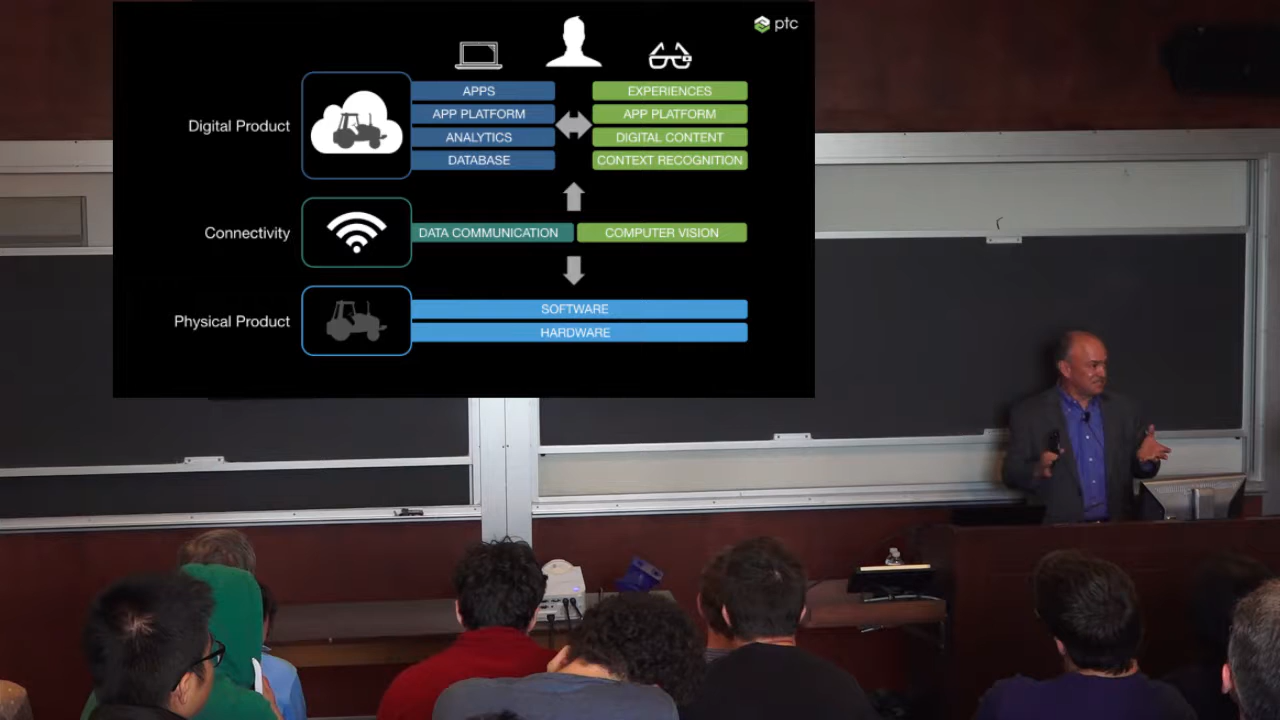 ptc
Digital Product
APPS
APP PLATFORM
ANALYTICS
DATABASE
EXPERIENCES
APP PLATFORM
DIGITAL CONTENT
CONTEXT RECOGNITION
Connectivity
DATA COMMUNICATION
COMPUTER VISION
Physical Product
SOFTWARE
HARDWARE